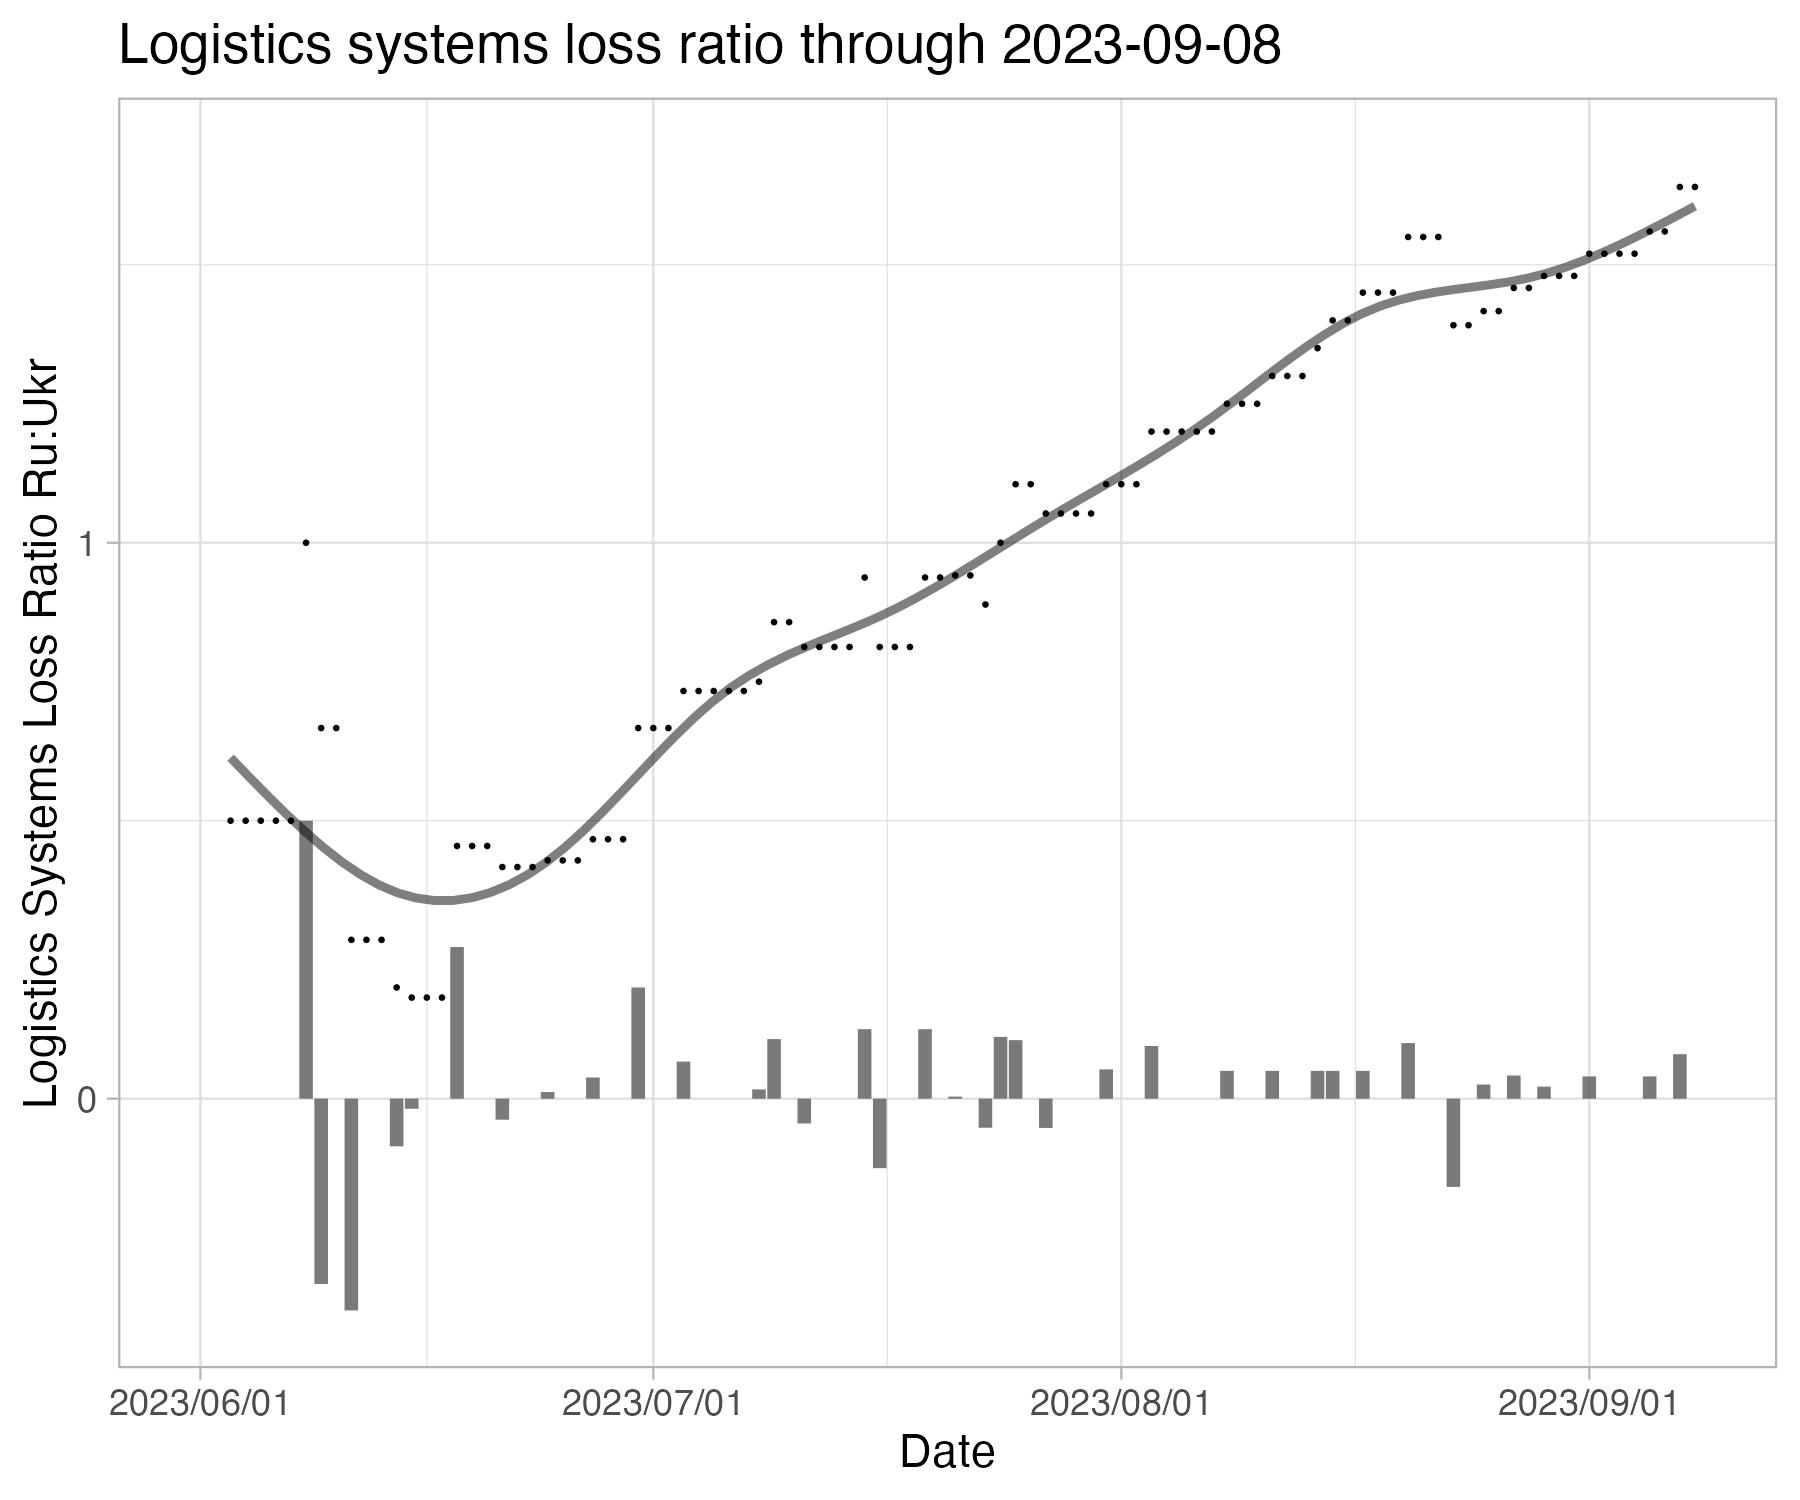 Logistics systems loss ratio through 2023-09-08
Logistics Systems Loss Ratio Ru:Ukr
1
0
2023/06/01
2023/07/01
2023/08/01
2023/09/01
Date